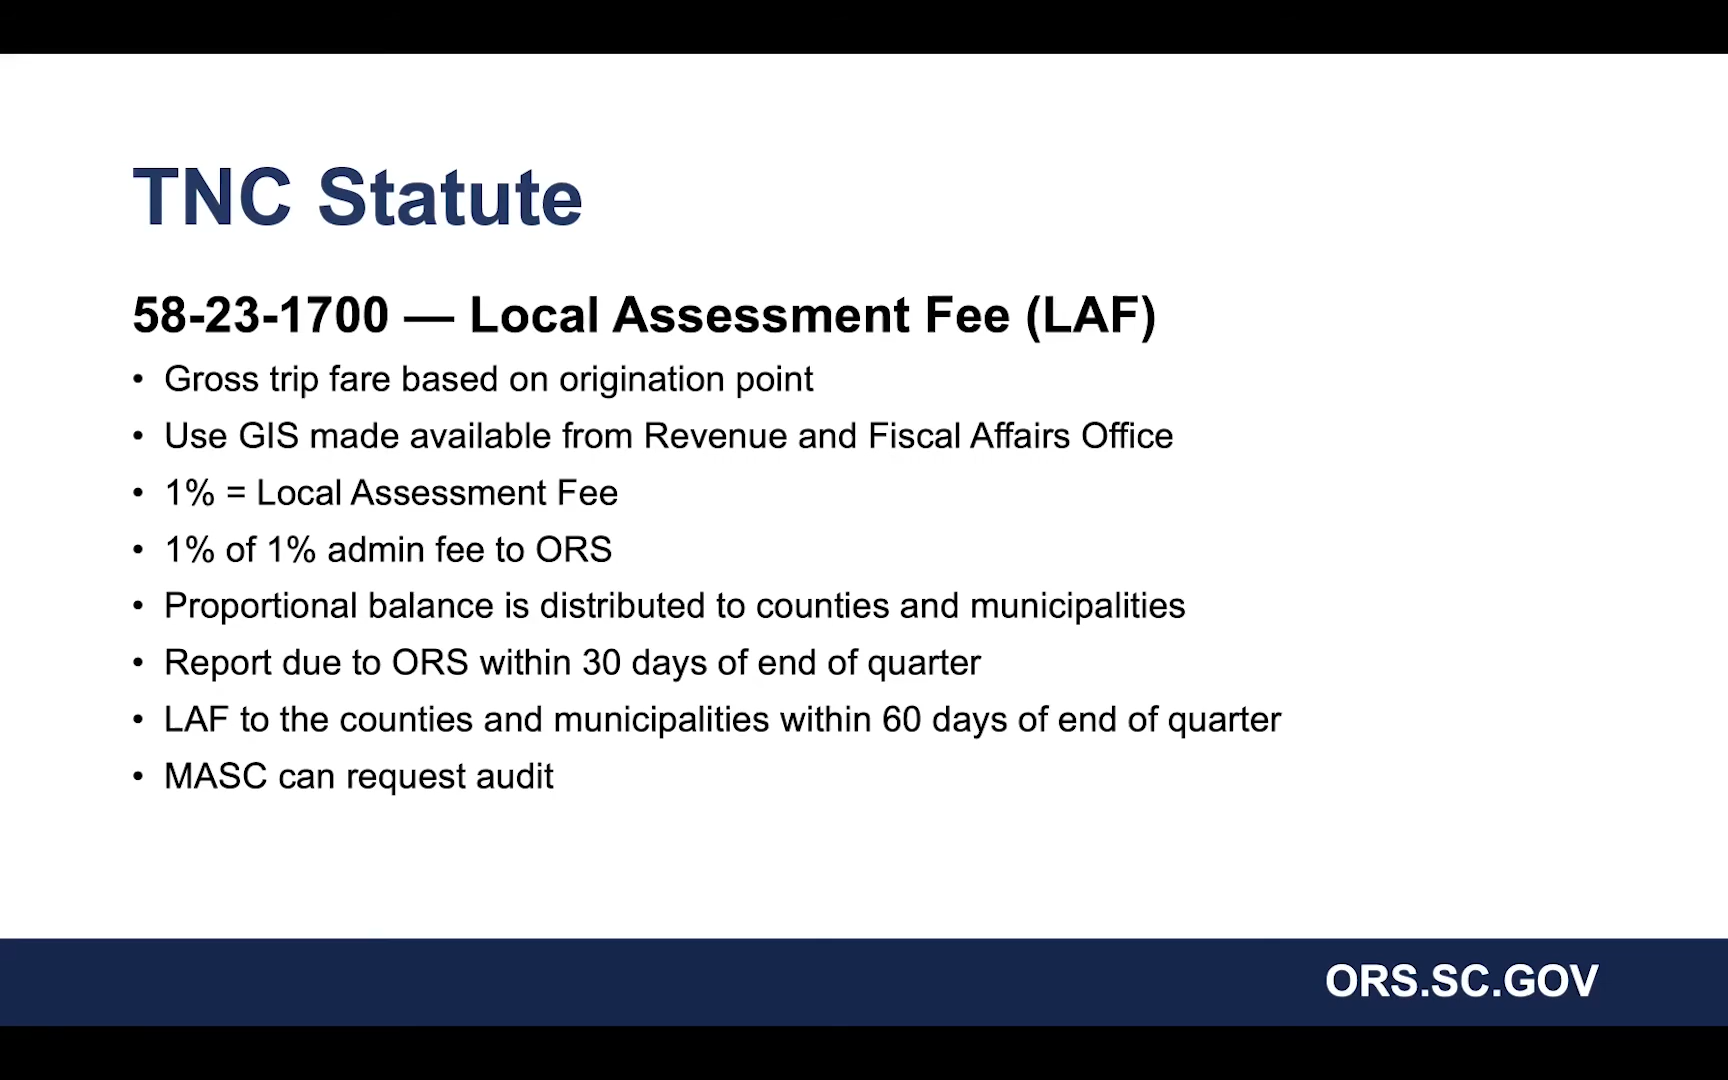 TNC Statute
58-23-1700 — Local Assessment Fee (LAF)
• Gross trip fare based on origination point
• Use GIS made available from Revenue and Fiscal Affairs Office
• 1% = Local Assessment Fee
• 1% of 1% admin fee to ORS
• Proportional balance is distributed to counties and municipalities
• Report due to ORS within 30 days of end of quarter
• LAF to the counties and municipalities within 60 days of end of quarter
• MASC can request audit
ORS.SC.GOV